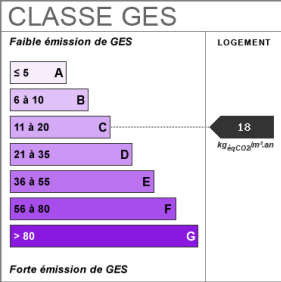 CLASSE GES
Faible émission de GES
LOGEMENT
≤ 5 A
6 à 10 B
11 à 20 C
18
kgéqCO2/m².an
21 à 35 D
36 à 55 E
56 à 80 F
> 80 G
Forte émission de GES